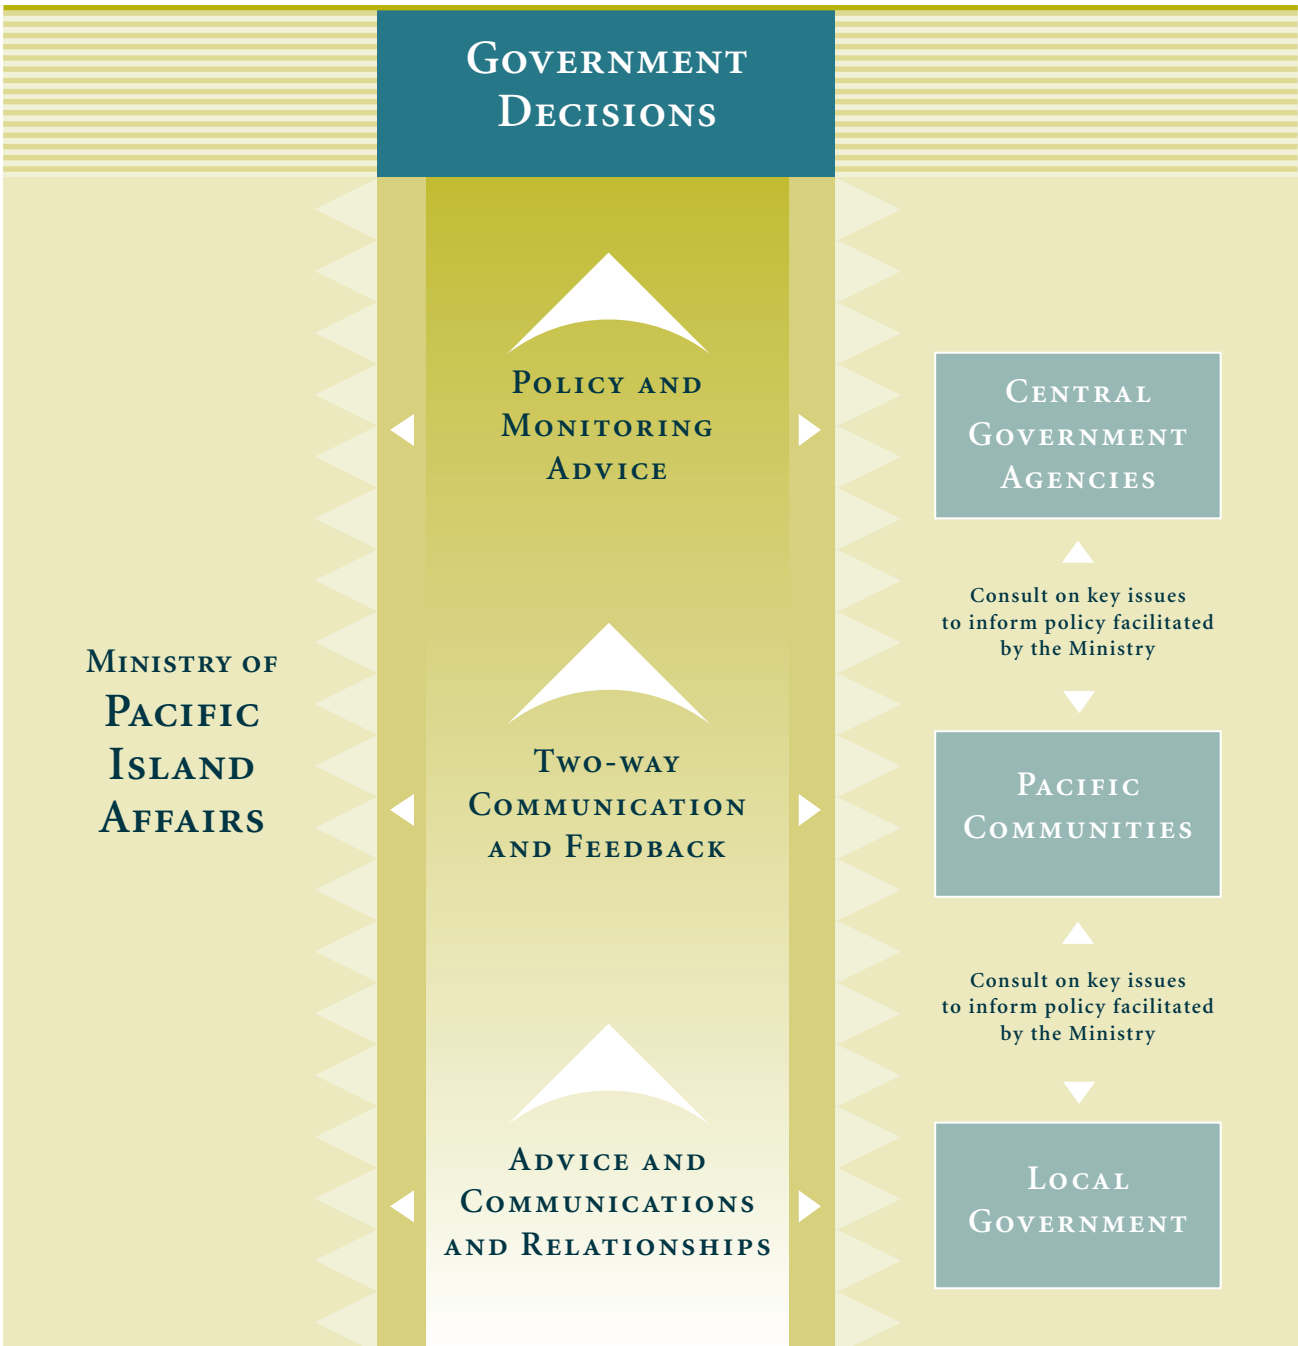 Government
Decisions
Policy and
Monitoring
Advice
Central
Government
Agencies
Consult on key issues
to inform policy facilitated
by the Ministry
Ministry of
Pacific
Island
Affairs
Two-way
Communication
and Feedback
Pacific
Communities
Consult on key issues
to inform policy facilitated
by the Ministry
Advice and
Communications
and Relationships
Local
Government